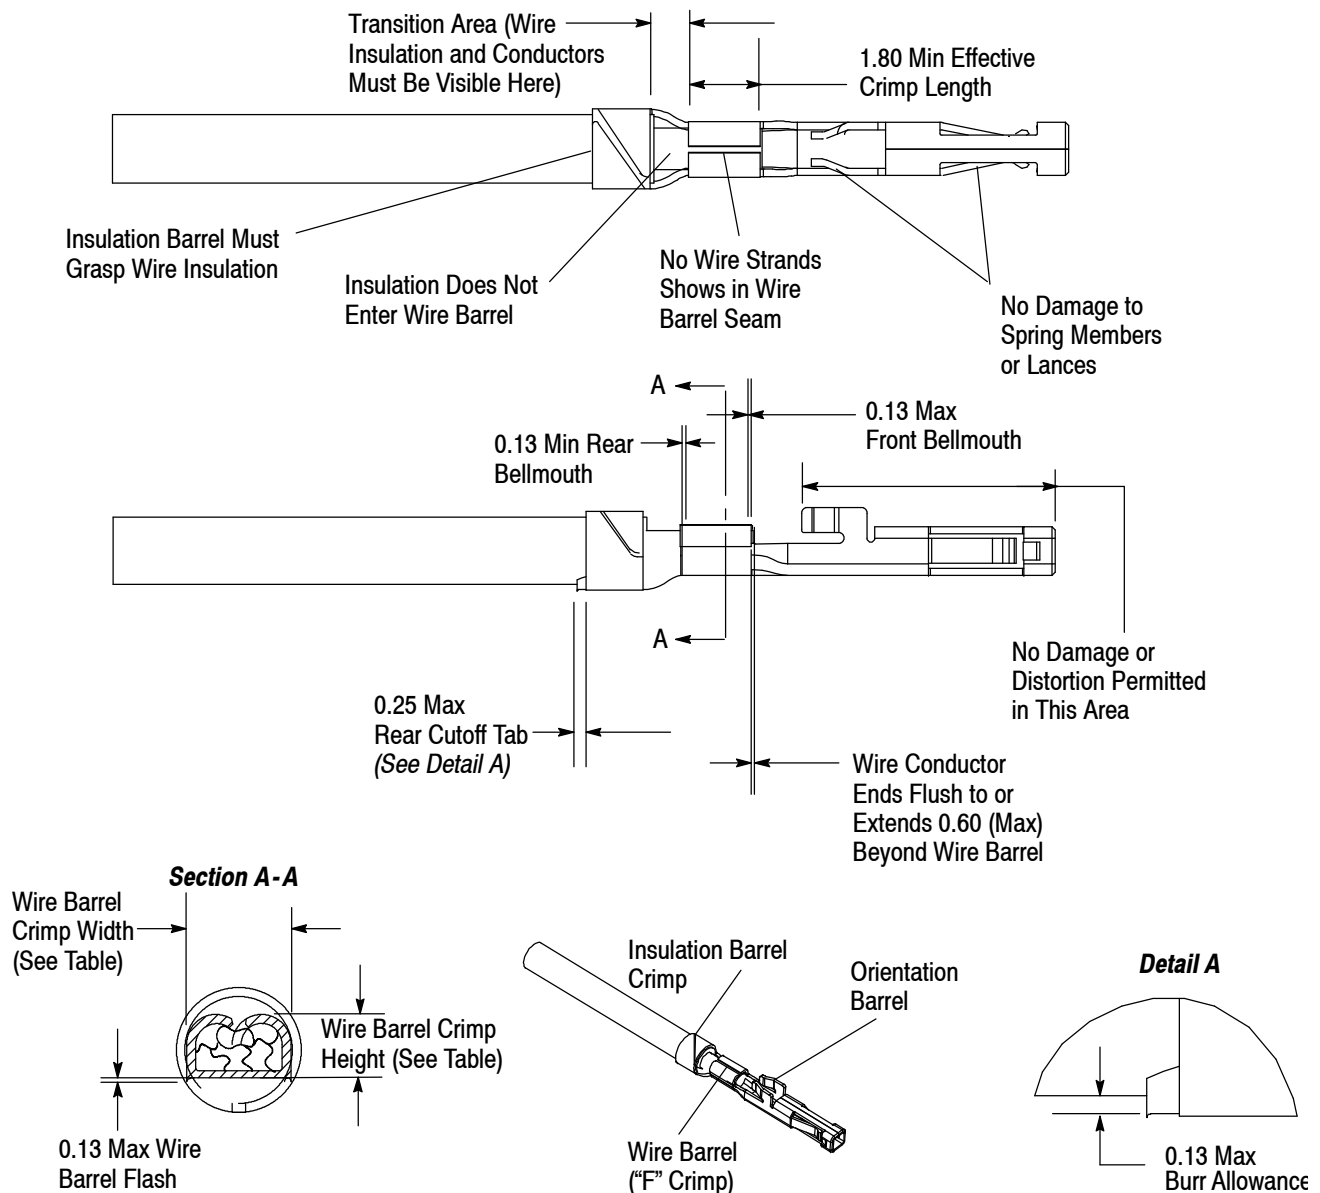 Transition Area (Wire
Insulation and Conductors
Must Be Visible Here)
1.80 Min Effective
Crimp Length
Insulation Barrel Must
Grasp Wire Insulation
Insulation Does Not
Enter Wire Barrel
No Wire Strands
Shows in Wire
Barrel Seam
No Damage to
Spring Members
or Lances
A
0.13 Max
Front Bellmouth
0.13 Min Rear
Bellmouth
A
No Damage or
Distortion Permitted
in This Area
0.25 Max
Rear Cutoff Tab
(See Detail A)
Wire Conductor
Ends Flush to or
Extends 0.60 (Max)
Beyond Wire Barrel
Section A-A
Wire Barrel
Crimp Width
(See Table)
Wire Barrel Crimp
Height (See Table)
0.13 Max Wire
Barrel Flash
Insulation Barrel
Crimp
Orientation
Barrel
Wire Barrel
(“F” Crimp)
Detail A
0.13 Max
Burr Allowance